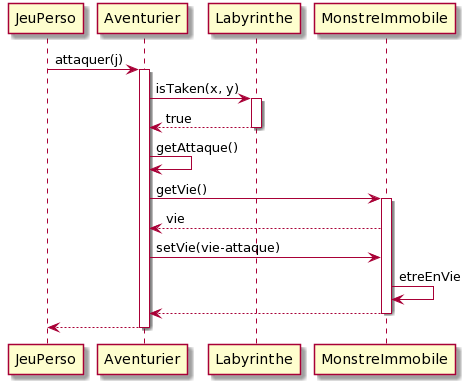 JeuPerso Aventurier Labyrinthe MonstreImmobile
attaquer(j)
isTaken(x, y)
true
getAttaque()
getVie()
vie
setVie(vie-attaque)
etreEnVie
JeuPerso Aventurier Labyrinthe MonstreImmobile